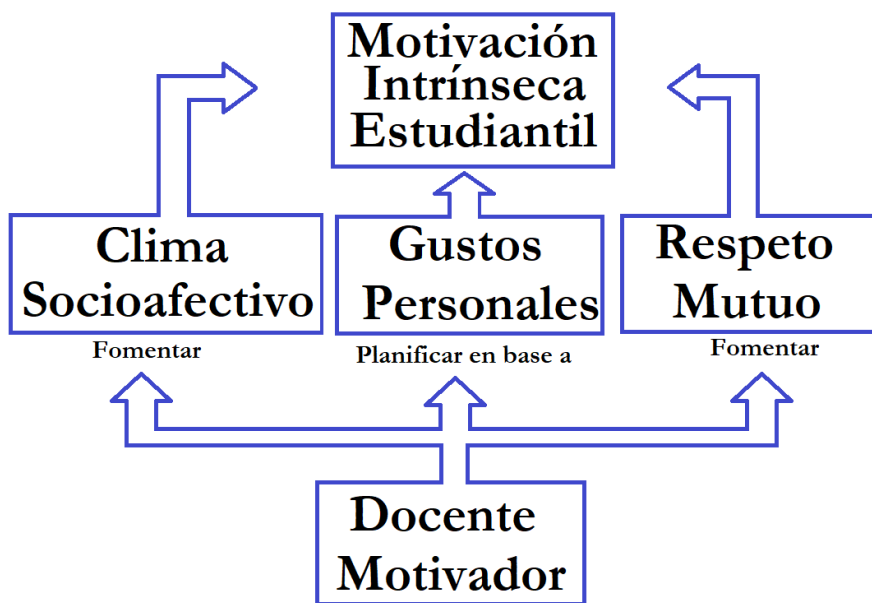 Motivación
Intrínseca
Estudiantil
Clima
Socioafectivo
Fomentar
Gustos
Personales
Planificar en base a
Respeto
Mutuo
Fomentar
Docente
Motivador